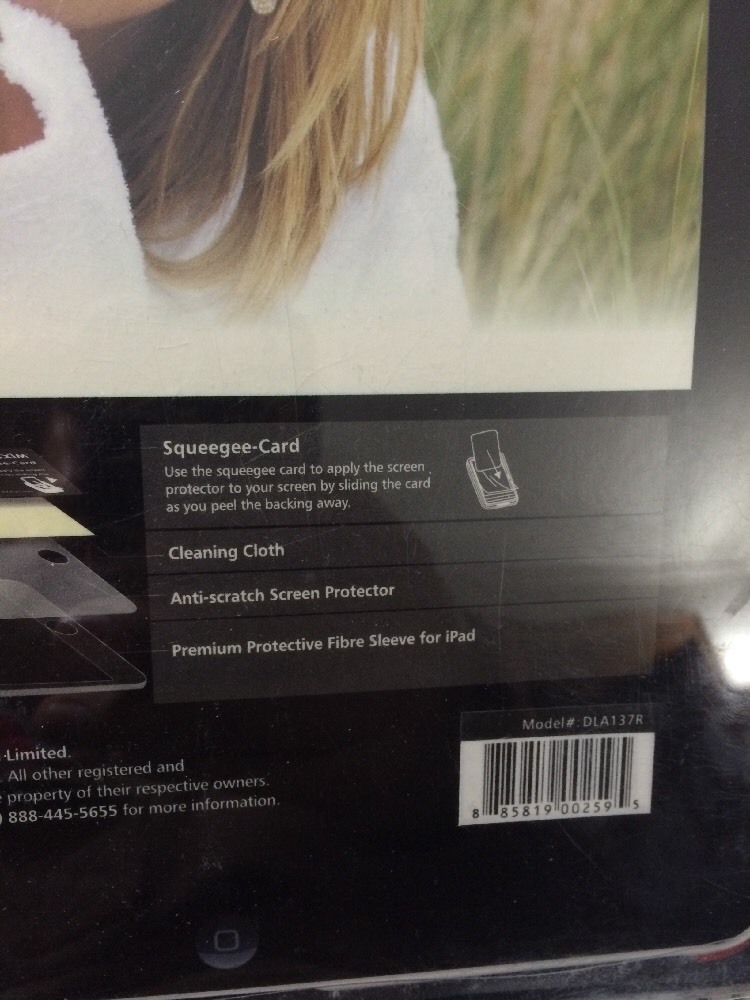 Squeegee-Card
Use the squeegee card to apply the screen
protector to your screen by sliding the card
as you peel the backing away.
Cleaning Cloth
Anti-scratch Screen Protector
Premium Protective Fibre Sleeve for iPad
Model#: DLA137R
8 85819 00259 5
Limited.
All other registered and
property of their respective owners.
) 888-445-5655 for more information.